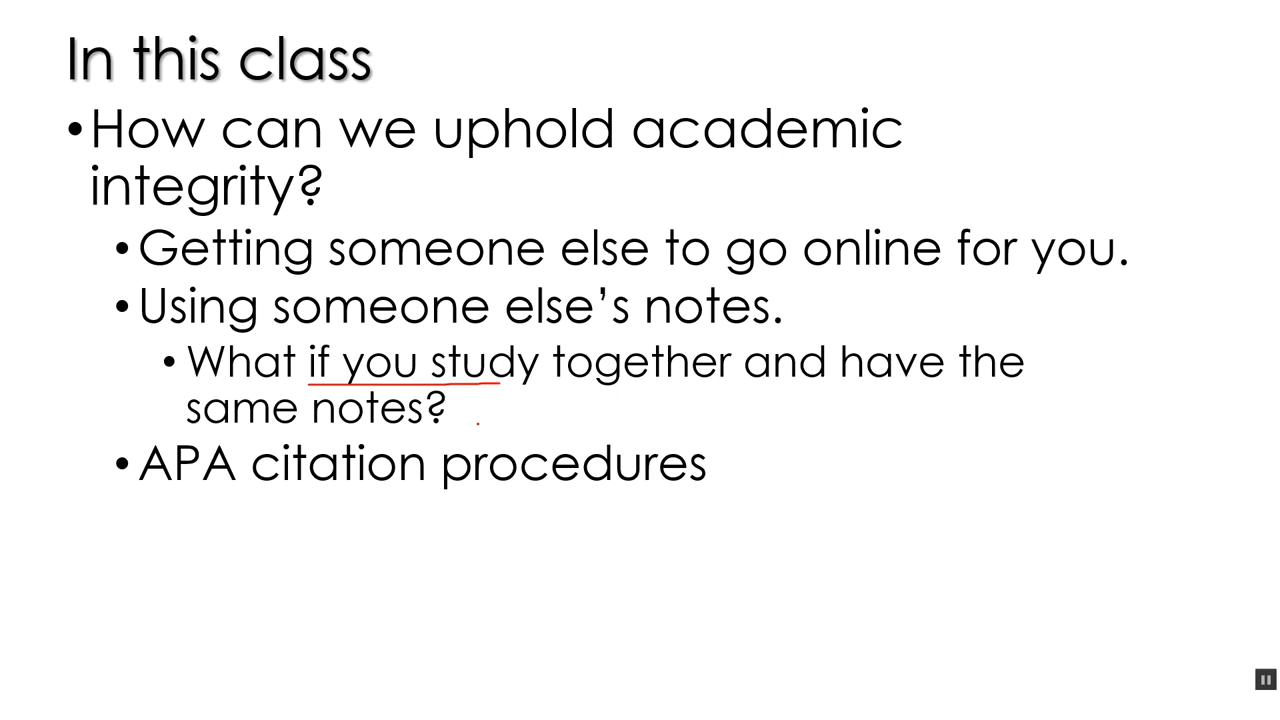 In this class
•How can we uphold academic
integrity?
•Getting someone else to go online for you.
•Using someone else’s notes.
•What if you study together and have the
same notes?
•APA citation procedures